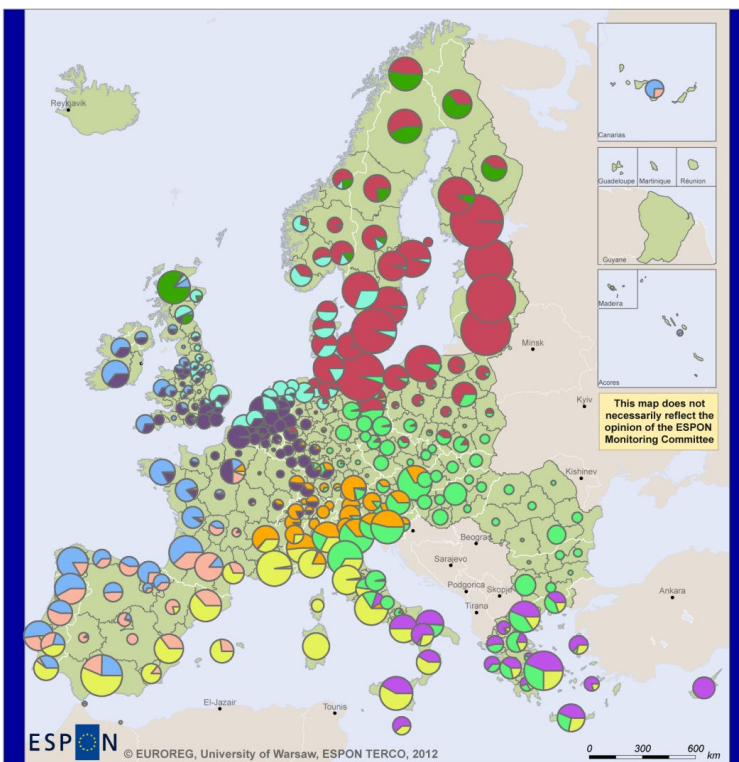 Reykjavik
Canarias
Guadeloupe Martinique Réunion
Guyane
Madeira
Acores
Minsk
This map does not
necessarily reflect the
opinion of the ESPON
Monitoring Committee
Kyiv
Kishinev
Beograd
Sarajevo
Podgorica Skopje
Tirana
Ankara
El-Jazair
Tounis
ESPON
© EUROREG, University of Warsaw, ESPON TERCO, 2012
0 300 600 km